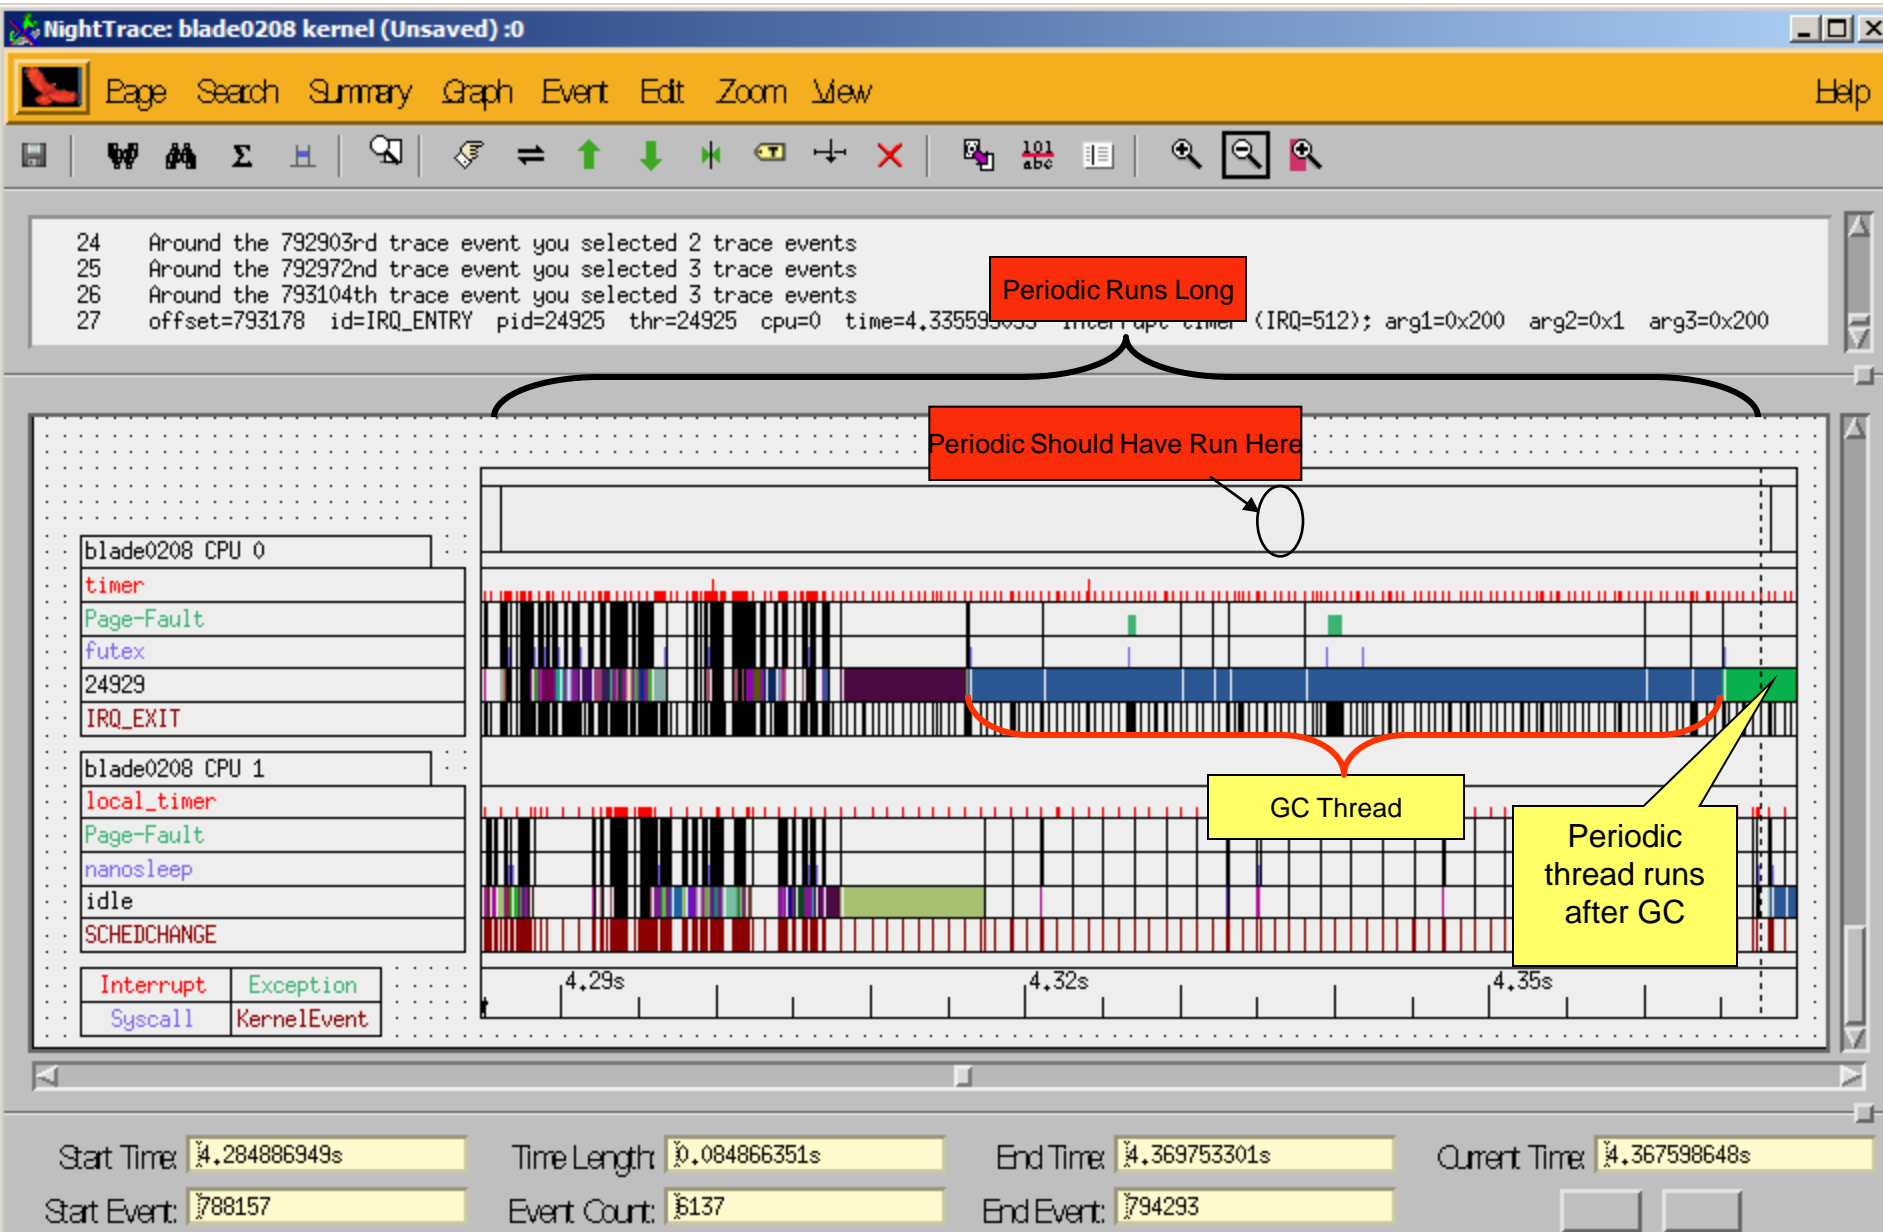 NightTrace: blade0208 kernel (Unsaved) :0
Page Search Summary Graph Event Edit Zoom View Help
24 Around the 792903rd trace event you selected 2 trace events
25 Around the 792972nd trace event you selected 3 trace events
26 Around the 793104th trace event you selected 3 trace events
27 offset=793178 id=IRQ_ENTRY pid=24925 thr=24925 cpu=0 (IRQ=512); arg1=0x200 arg2=0x1 arg3=0x200
Periodic Runs Long
Periodic Should Have Run Here
blade0208 CPU 0
timer
Page-Fault
futex
24929
IRQ_EXIT
blade0208 CPU 1
local_timer
Page-Fault
nanosleep
idle
SCHEDCHANGE
GC Thread
Periodic
thread runs
after GC
4.29s 4.32s 4.35s
Interrupt Exception
Syscall KernelEvent
Start Time: 4.284886949s Time Length: 0.084866351s End Time: 4.369753301s Current Time: 4.367598648s
Start Event: 788157 Event Count: 6137 End Event: 794293